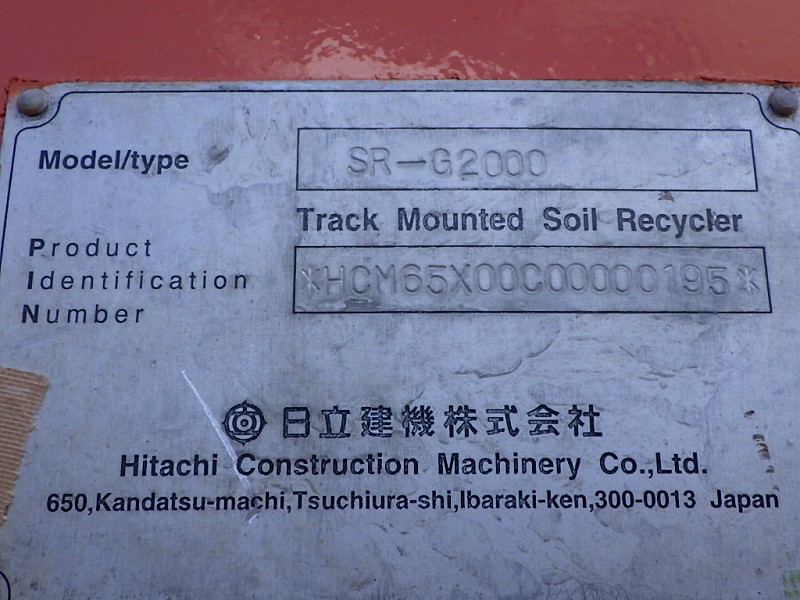 Model/type SR-G2000
Track Mounted Soil Recycler
Product
Identification *HCM65X00C00000195*
Number
日立建機株式会社
Hitachi Construction Machinery Co.,Ltd.
650,Kandatsu-machi,Tsuchiura-shi,Ibaraki-ken,300-0013 Japan